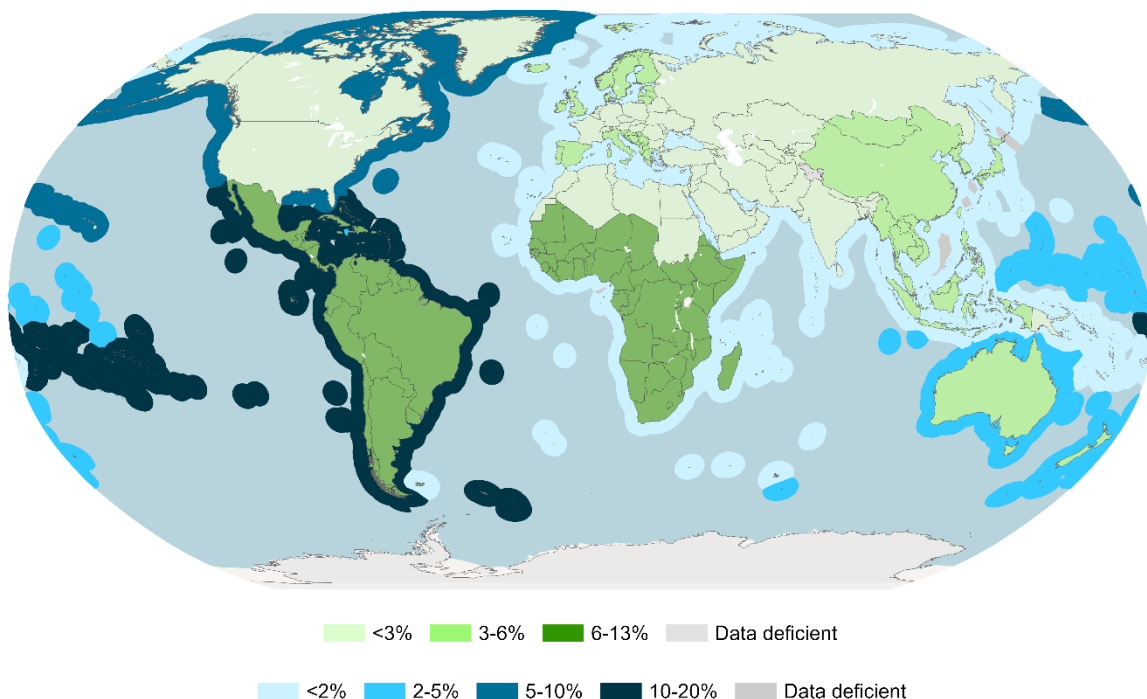 <3% 3-6% 6-13% Data deficient
<2% 2-5% 5-10% 10-20% Data deficient